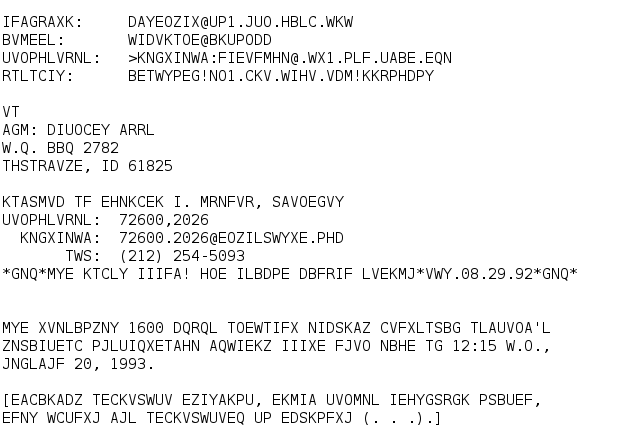 IFAGRAXK:     DAYEOZIX@UP1.JUO.HBLC.WKW
BVMEEL:       WIDVKTOE@BKUPODD
UVOPHLVRNL:   >KNGXINWA:FIEVFMHN@.WX1.PLF.UABE.EQN
RTLTCIY:      BETWYPEG!NO1.CKV.WIHV.VDM!KKRPHDPY

VT
AGM: DIUOCEY ARRL
W.Q. BBQ 2782
THSTRAVZE, ID 61825

KTASMVD TF EHNKCEK I. MRNFVR, SAVOEGVY
UVOPHLVRNL:  72600,2026
  KNGXINWA:  72600.2026@EOZILSWYXE.PHD
       TWS:  (212) 254-5093
*GNQ*MYE KTCLY IIIFA! HOE ILBDPE DBFRIF LVEKMJ*VWY.08.29.92*GNQ*

MYE XVNLBPZNY 1600 DQRQL TOEWTIFX NIDSKAZ CVFXLTSBG TLAUVOA'L
ZNSBIUETC PJLUIQXETAHN AQWIEKZ IIIXE FJVO NBHE TG 12:15 W.O.,
JNGLAJF 20, 1993.

[EACBKADZ TECKVSWUV EZIYAKPU, EKMIA UVOMNL IEHYGSRGK PSBUEF,
EFNY WCUFXJ AJL TECKVSWUVEQ UP EDSKPFXJ (. . .).]